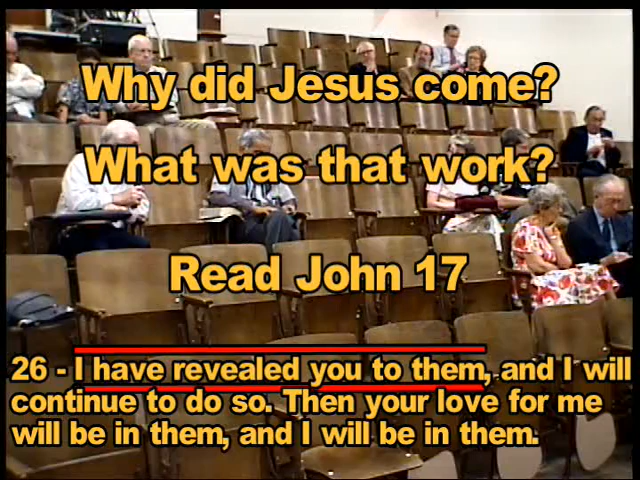 Why did Jesus come?
What was that work?
Read John 17
26 - I have revealed you to them, and I will
continue to do so. Then your love for me
will be in them, and I will be in them.